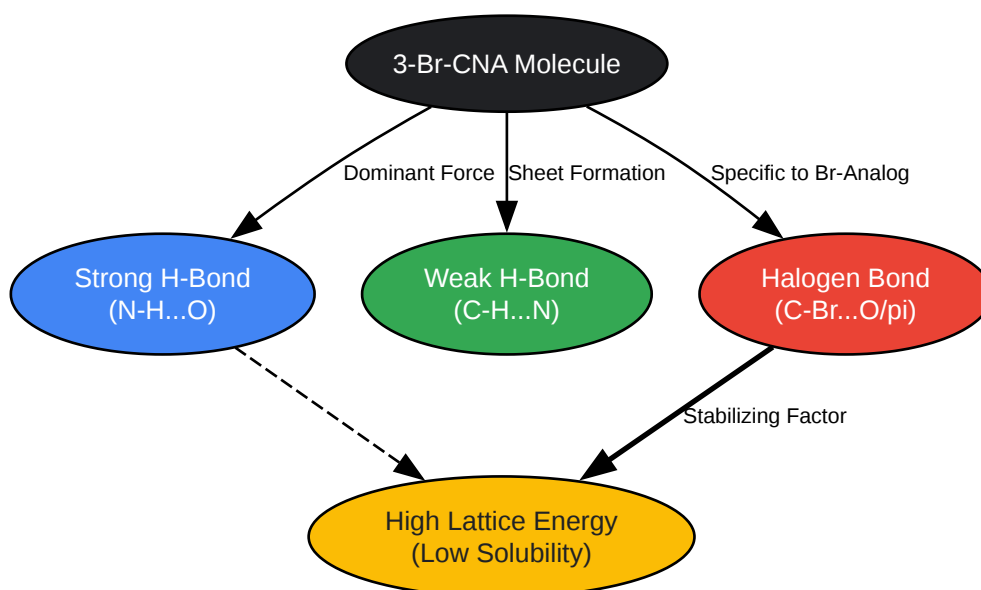 3-Br-CNA Molecule
Dominant Force
Sheet Formation
Specific to Br-Analog
Strong H-Bond
(N-H...O)
Weak H-Bond
(C-H...N)
Halogen Bond
(C-Br...O/pi)
Stabilizing Factor
High Lattice Energy
(Low Solubility)